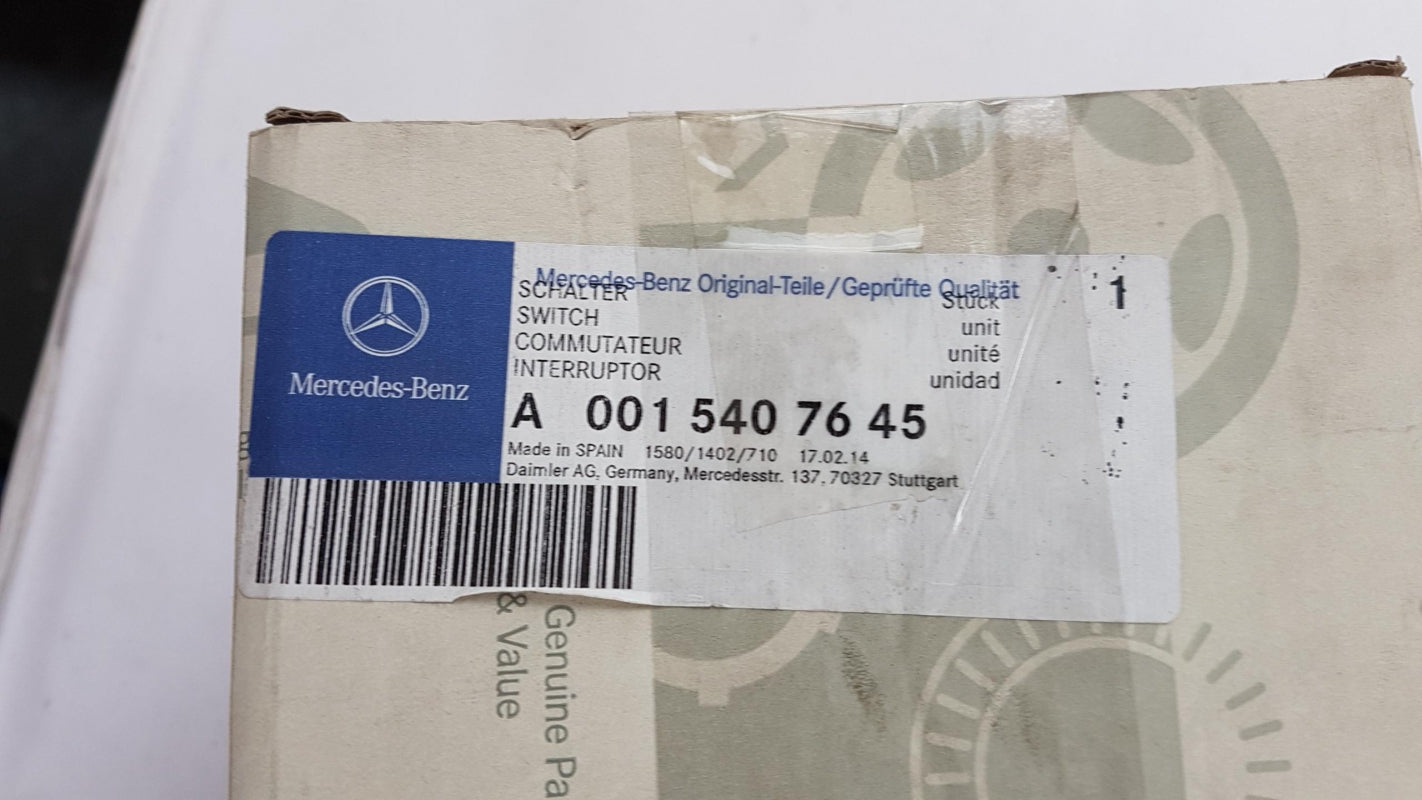 Mercedes-Benz Original-Teile/Geprüfte Qualität
SCHALTER Stück 1
SWITCH unit
COMMUTATEUR unité
INTERRUPTOR unidad
Mercedes-Benz
A 001 540 76 45
Made in SPAIN 1580/1402/710 17.02.14
Daimler AG, Germany, Mercedesstr. 137, 70327 Stuttgart
Genuine Pa
& Value